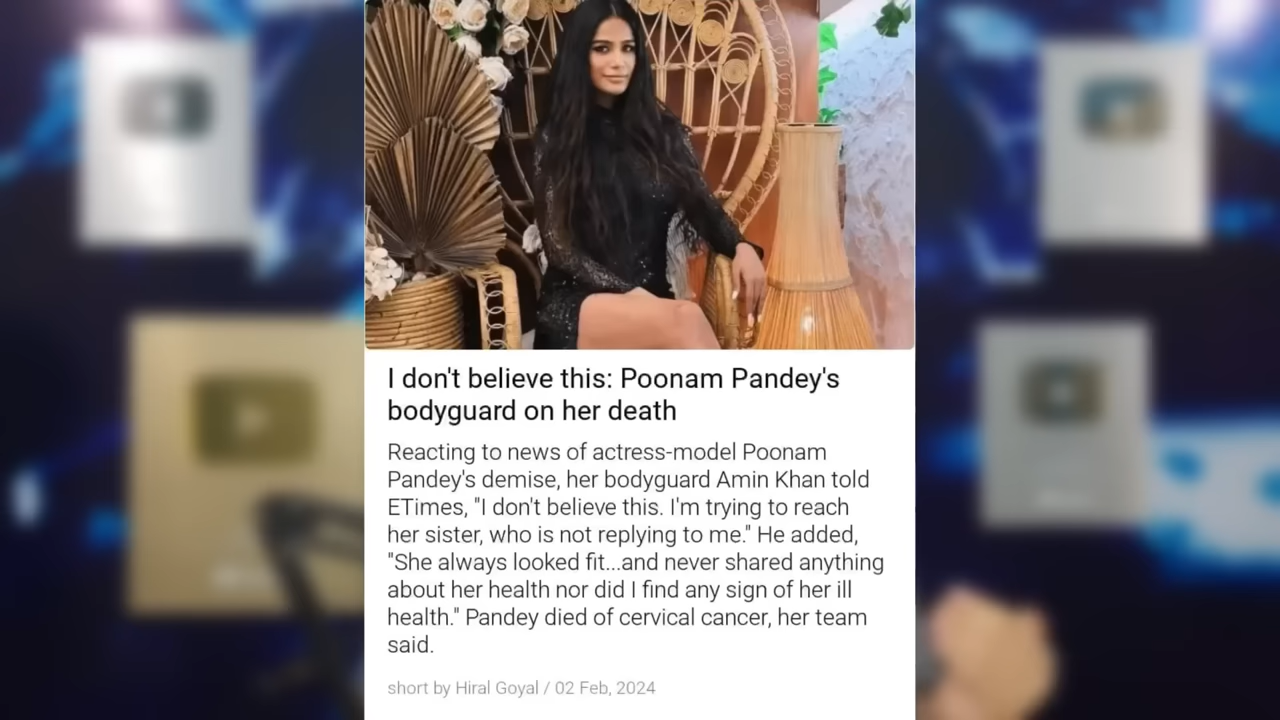 I don't believe this: Poonam Pandey's
bodyguard on her death
Reacting to news of actress-model Poonam
Pandey's demise, her bodyguard Amin Khan told
ETimes, "I don't believe this. I'm trying to reach
her sister, who is not replying to me." He added,
"She always looked fit...and never shared anything
about her health nor did I find any sign of her ill
health." Pandey died of cervical cancer, her team
said.
short by Hiral Goyal / 02 Feb, 2024